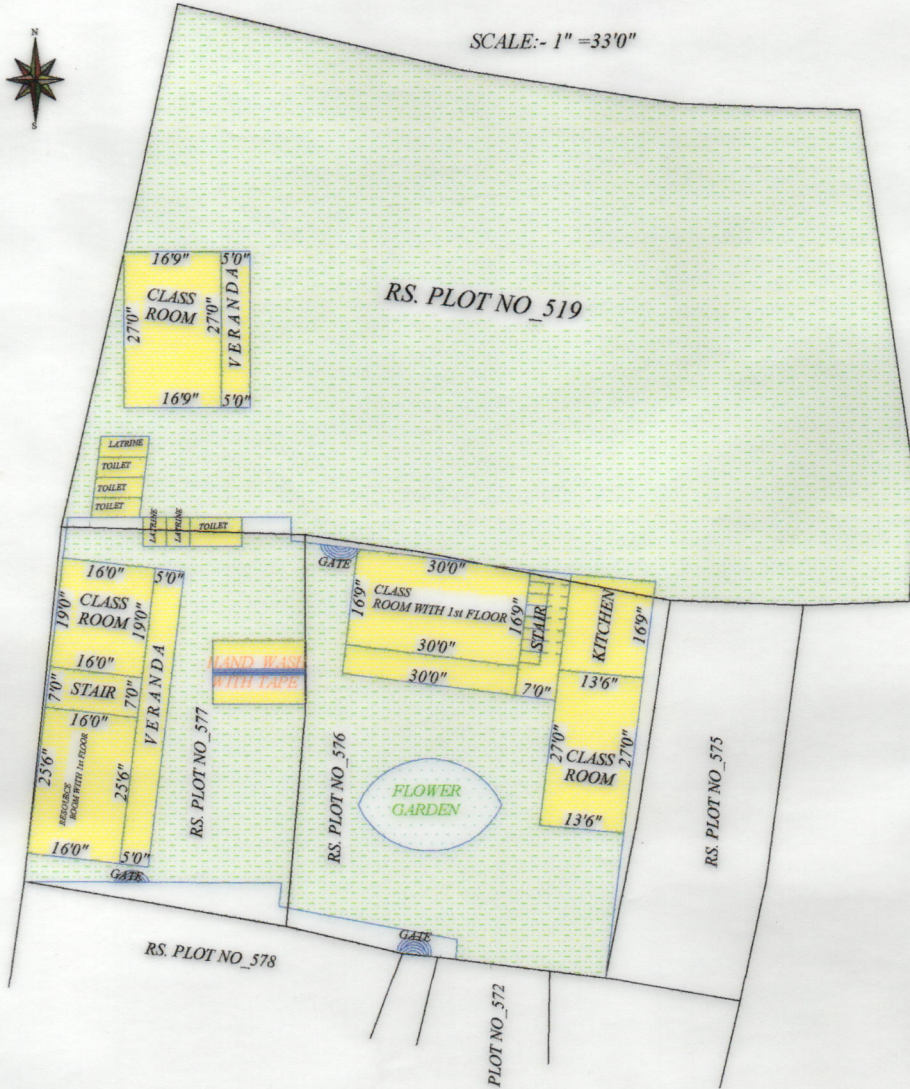 N
S
SCALE:- 1" =33'0"
RS. PLOT NO_519
16'9"
5'0"
CLASS
ROOM
27'0"
27'0"
VERANDA
16'9"
5'0"
LATRINE
TOILET
TOILET
TOILET
LATRINE
LATRINE
TOILET
GATE
16'0"
5'0"
19'0"
CLASS
ROOM
19'0"
16'0"
7'0"
STAIR
7'0"
16'0"
VERANDA
25'6"
RESOURCE
ROOM WITH 1st FLOOR
25'6"
16'0"
5'0"
GATE
HAND WASH
WITH TAPE
RS. PLOT NO_577
RS. PLOT NO_576
30'0"
16'9"
CLASS
ROOM WITH 1st FLOOR
16'9"
30'0"
30'0"
STAIR
7'0"
KITCHEN
16'9"
13'6"
27'0"
CLASS
ROOM
27'0"
13'6"
FLOWER
GARDEN
RS. PLOT NO_575
GATE
RS. PLOT NO_578
PLOT NO_572